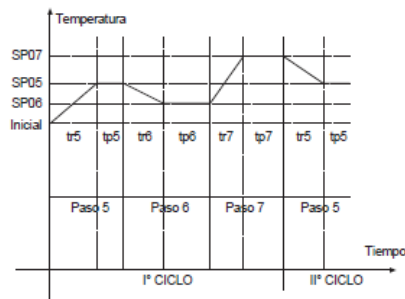 Temperatura
SP07
SP05
SP06
Inicial
tr5 tp5 tr6 tp6 tr7 tp7 tr5 tp5
Paso 5 Paso 6 Paso 7 Paso 5
Tiempo
I° CICLO II° CICLO